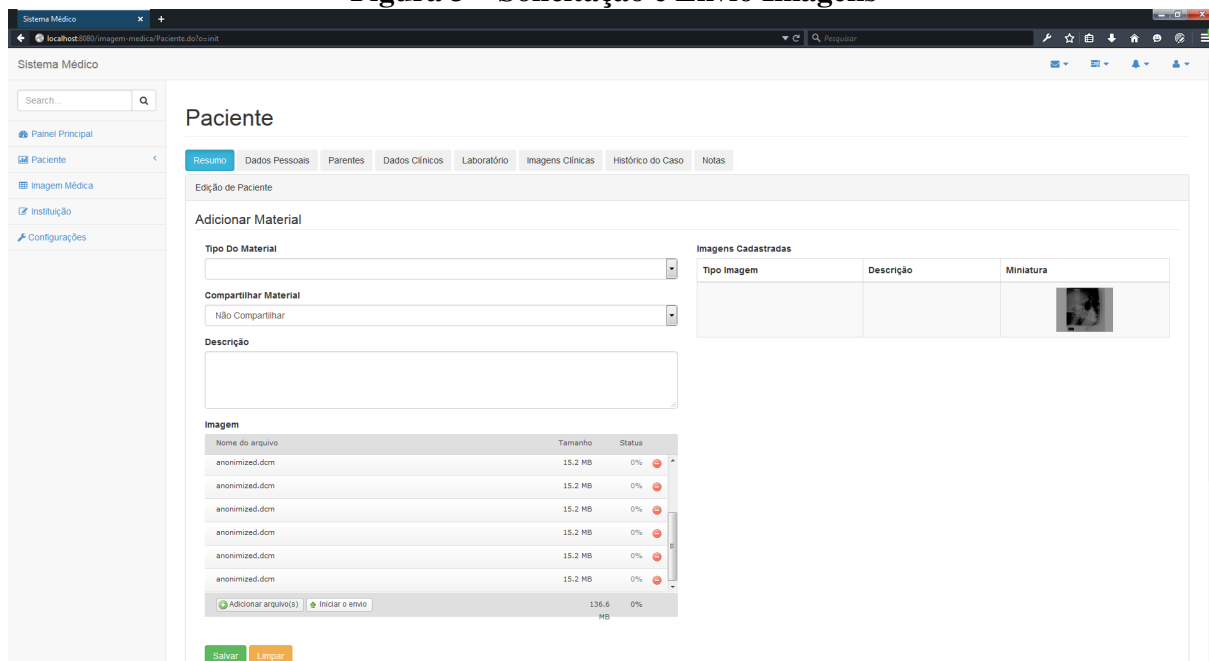 Sistema Médico
localhost:8080/imagem-medica/Paciente.do?o=init
Pesquisar
Sistema Médico
Search...
Painel Principal
Paciente
Imagem Médica
Instituição
Configurações
Paciente
Resumo Dados Pessoais Parentes Dados Clínicos Laboratório Imagens Clínicas Histórico do Caso Notas
Edição de Paciente
Adicionar Material
Tipo Do Material
Compartilhar Material
Não Compartilhar
Descrição
Imagem
Nome do arquivo Tamanho Status
anonimized.dcm 15.2 MB 0%
anonimized.dcm 15.2 MB 0%
anonimized.dcm 15.2 MB 0%
anonimized.dcm 15.2 MB 0%
anonimized.dcm 15.2 MB 0%
anonimized.dcm 15.2 MB 0%
Adicionar arquivo(s) Iniciar o envio 136.6 MB 0%
Salvar Limpar
Imagens Cadastradas
Tipo Imagem Descrição Miniatura